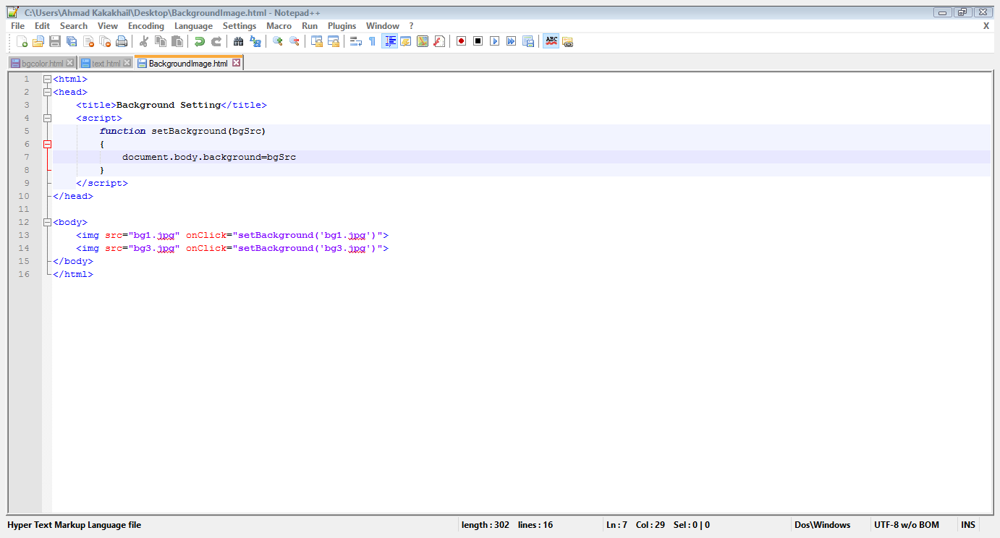 C:\Users\Ahmad Kakakhail\Desktop\BackgroundImage.html - Notepad++
File Edit Search View Encoding Language Settings Macro Run Plugins Window ? X
ABC
bgcolor.html text.html BackgroundImage.html
1 <html>
2 <head>
3 <title>Background Setting</title>
4 <script>
5 function setBackground(bgSrc)
6 {
7 document.body.background=bgSrc
8 }
9 </script>
10 </head>
11
12 <body>
13 <img src="bg1.jpg" onClick="setBackground('bg1.jpg')">
14 <img src="bg3.jpg" onClick="setBackground('bg3.jpg')">
15 </body>
16 </html>
Hyper Text Markup Language file length : 302 lines : 16 Ln : 7 Col : 29 Sel : 0 | 0 Dos\Windows UTF-8 w/o BOM INS